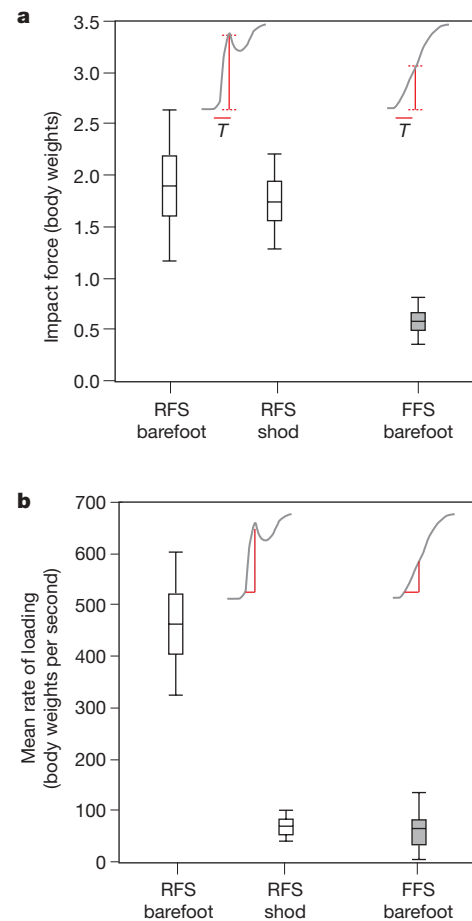 a
Impact force (body weights)
3.5
3.0
2.5
2.0
1.5
1.0
0.5
0.0
T
T
RFS
barefoot
RFS
shod
FFS
barefoot
b
Mean rate of loading
(body weights per second)
700
600
500
400
300
200
100
0
RFS
barefoot
RFS
shod
FFS
barefoot